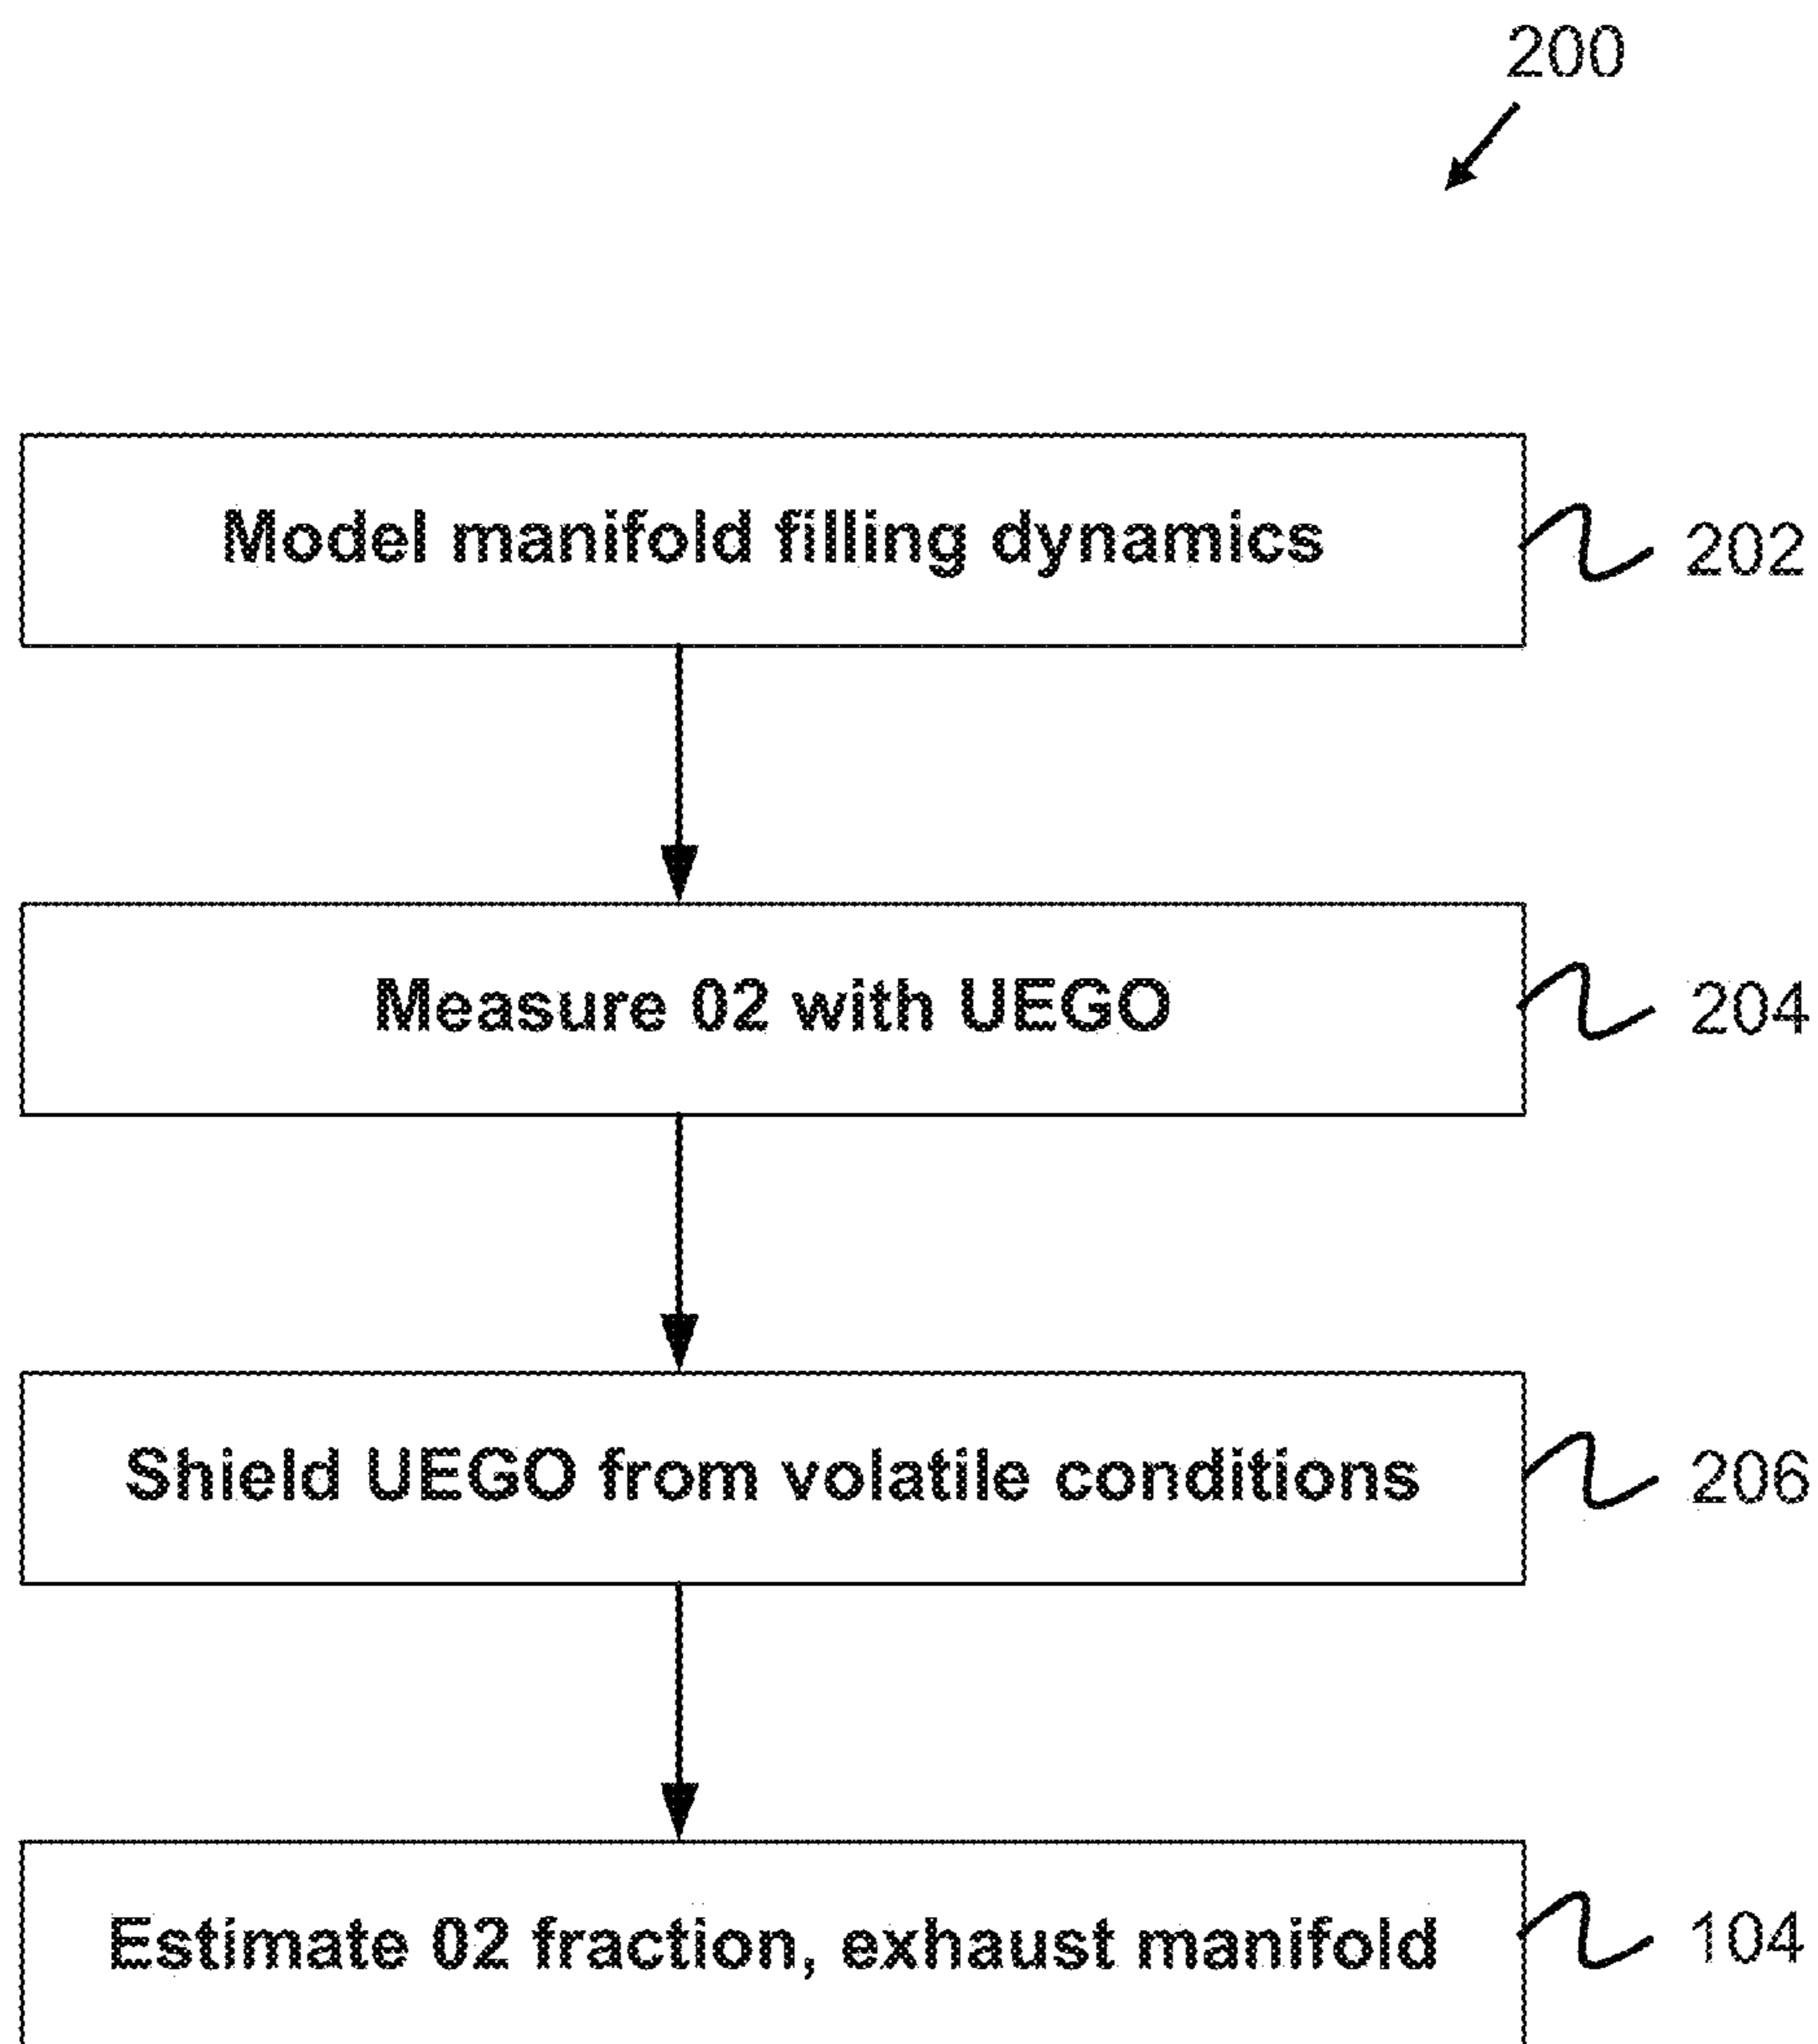 200
Model manifold filling dynamics
202
Measure 02 with UEGO
204
Shield UEGO from volatile conditions
206
Estimate 02 fraction, exhaust manifold
104